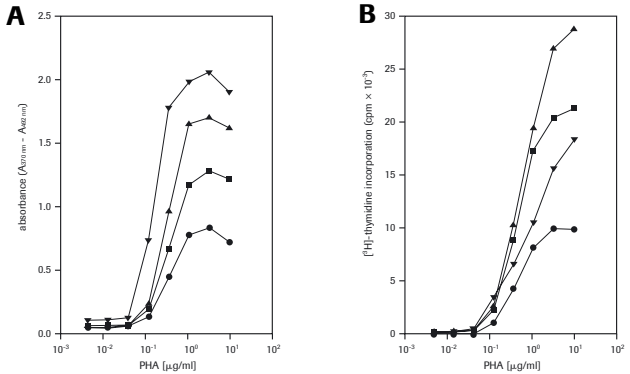 A
B
2.5
2.0
1.5
1.0
0.5
0.0
absorbance (A370 nm – A492 nm)
10-3 10-2 10-1 100 101 102
PHA [μg/ml]
30
25
20
15
10
5
0
[3H]-thymidine incorporation (cpm × 10-3)
10-3 10-2 10-1 100 101 102
PHA [μg/ml]